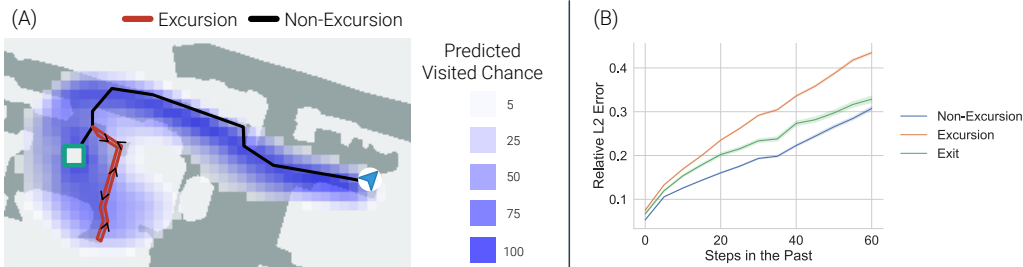 (A)
Excursion
Non-Excursion
Predicted
Visited Chance
5
25
50
75
100
(B)
Relative L2 Error
0.4
0.3
0.2
0.1
0
20
40
60
Steps in the Past
Non-Excursion
Excursion
Exit